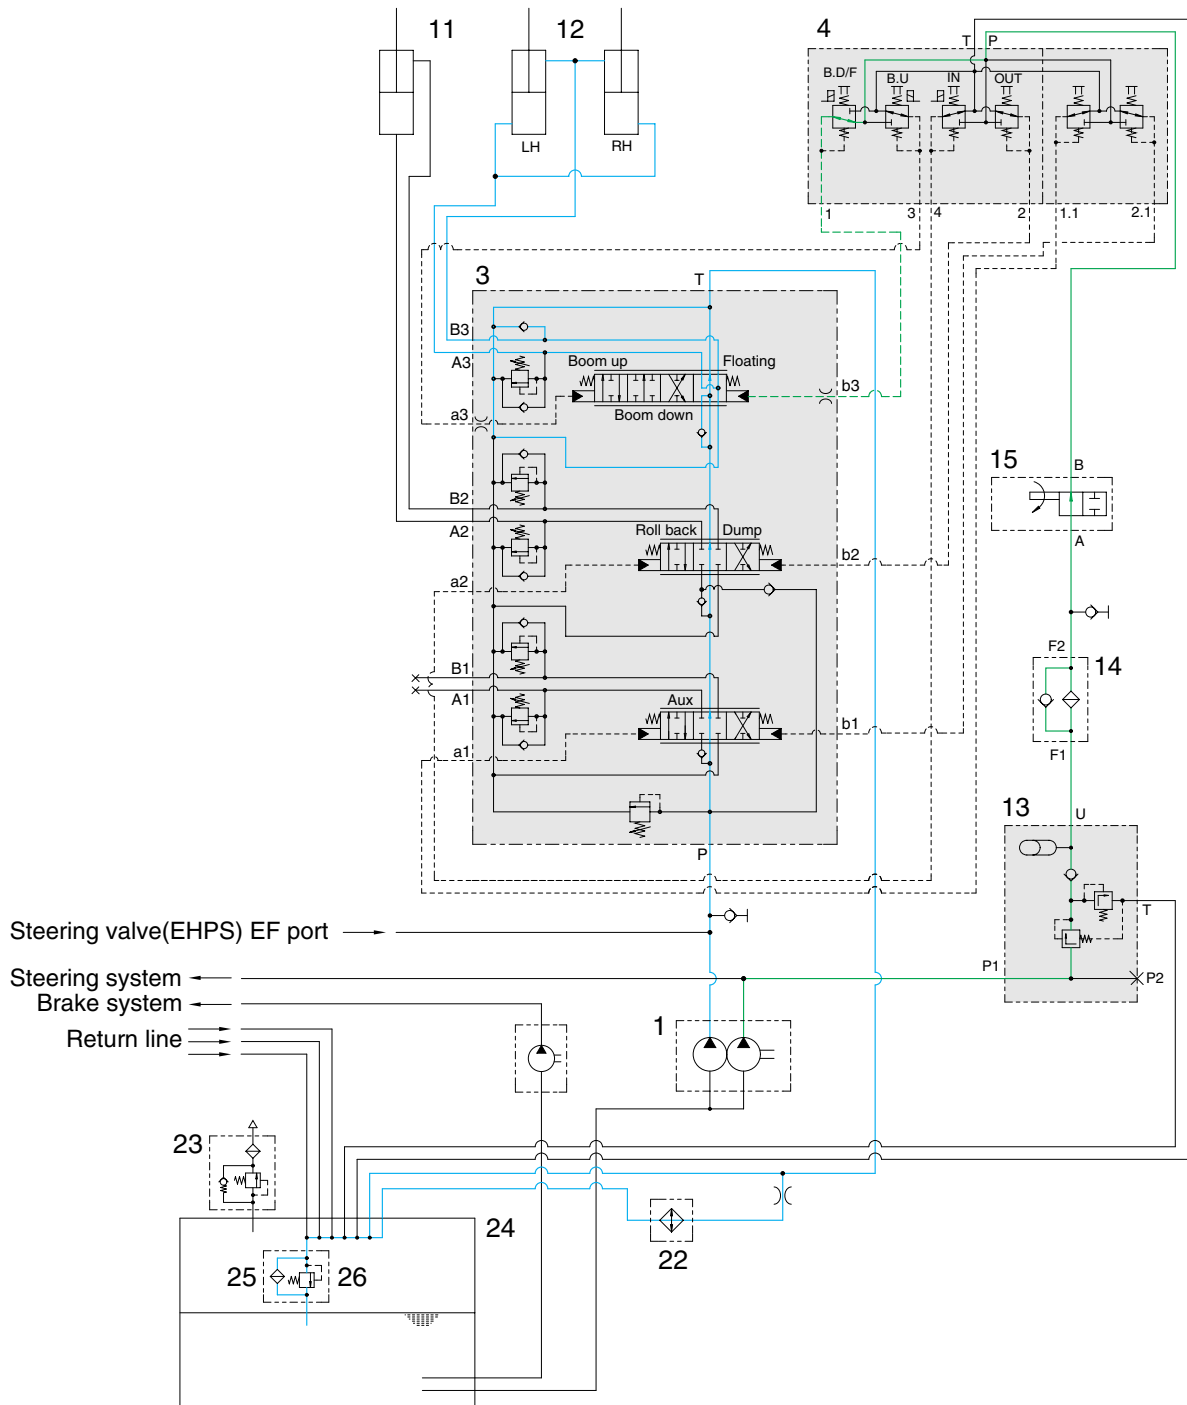 11
12
4
T P
B.D/F
B.U
IN
OUT
LH
RH
1
3
4
2
1.1
2.1
3
T
B3
A3
Boom up
Floating
b3
Boom down
a3
15
B
A
B2
A2
Roll back
Dump
b2
a2
F2
14
F1
B1
A1
Aux
b1
a1
13
U
P
T
Steering valve(EHPS) EF port
Steering system
P1
P2
Brake system
Return line
1
23
24
22
25
26